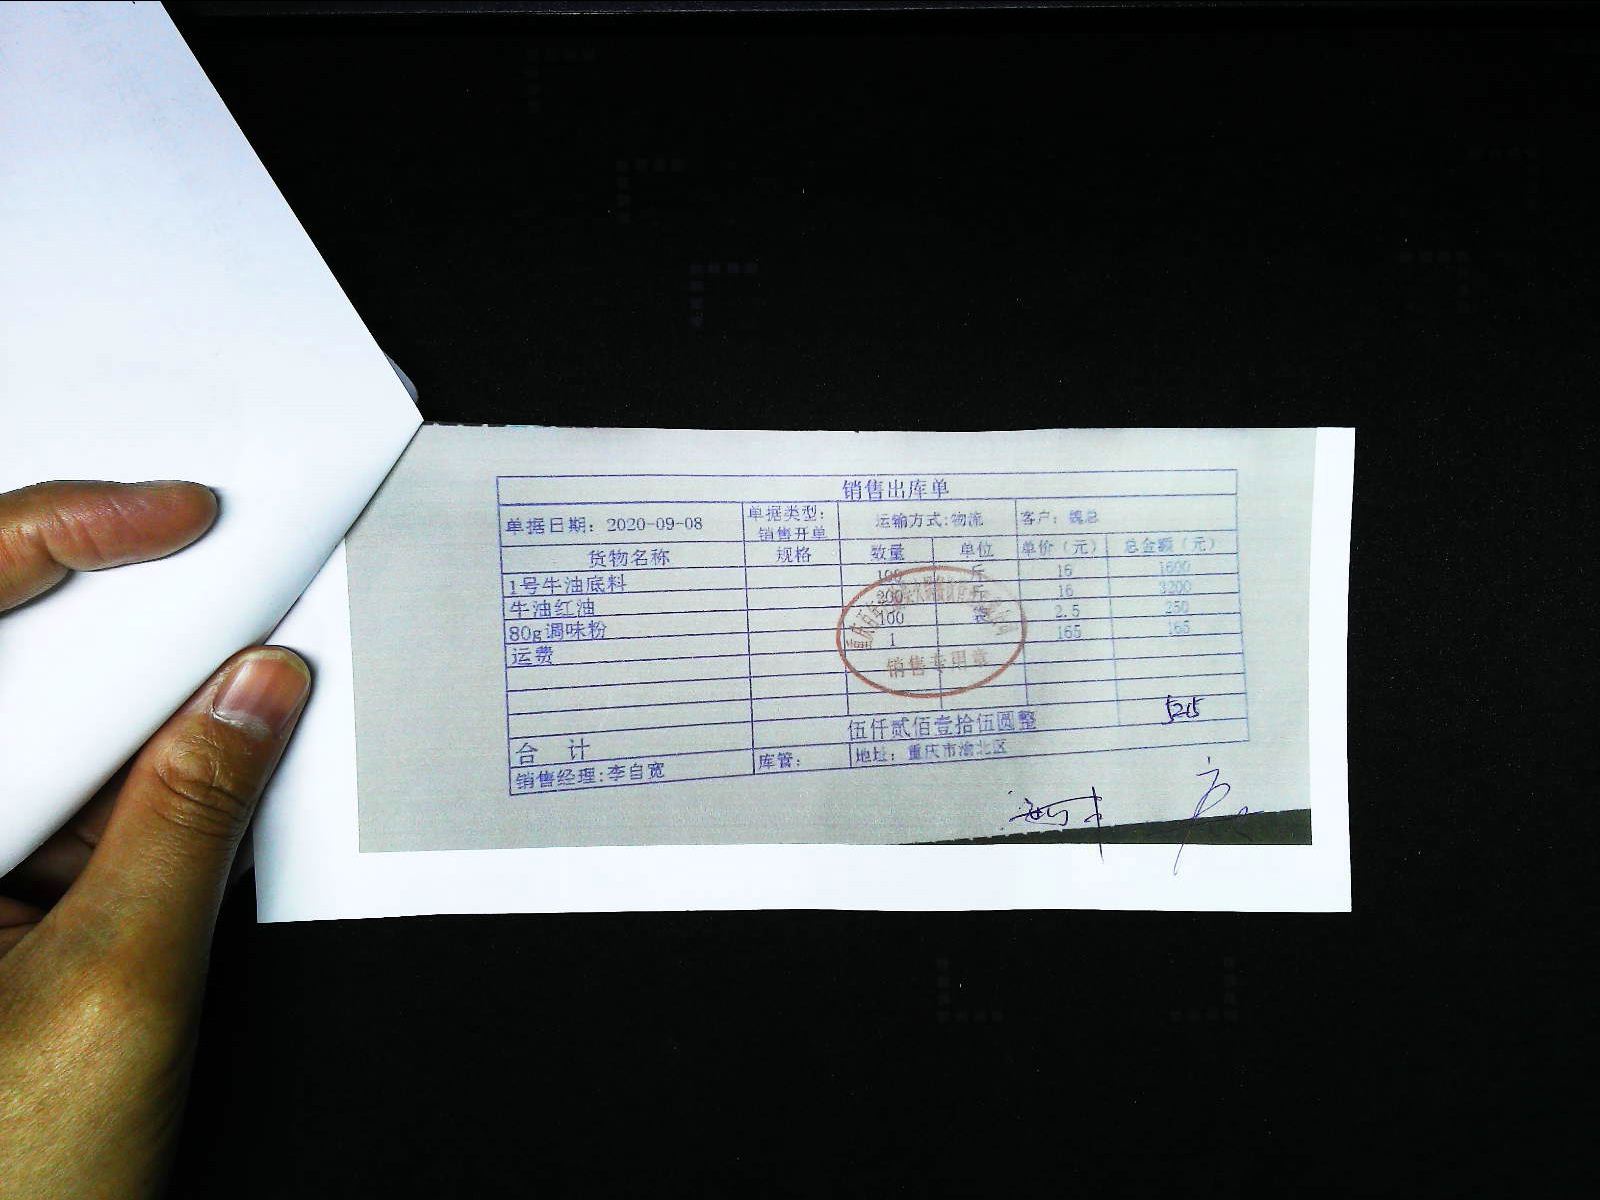 销售出库单
单据日期：2020-09-08 单据类型：销售开单 运输方式:物流 客户：魏总
货物名称 规格 数量 单位 单价（元） 总金额（元）
1号牛油底料 100 斤 16 1600
牛油红油 200 斤 16 3200
80g调味粉 100 袋 2.5 250
运费 1 165 165
销售专用章
合 计 伍仟贰佰壹拾伍圆整 5215
销售经理:李自宽 库管： 地址：重庆市渝北区